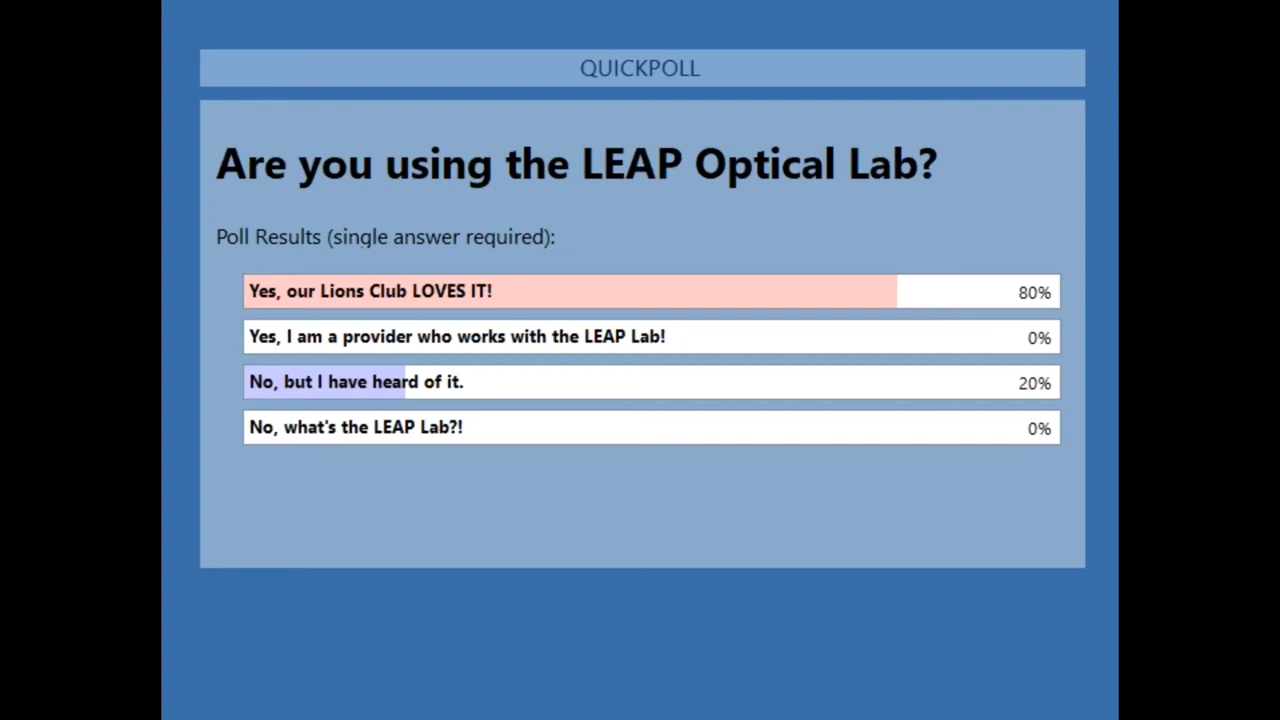 QUICKPOLL
Are you using the LEAP Optical Lab?
Poll Results (single answer required):
Yes, our Lions Club LOVES IT! 80%
Yes, I am a provider who works with the LEAP Lab! 0%
No, but I have heard of it. 20%
No, what's the LEAP Lab?! 0%